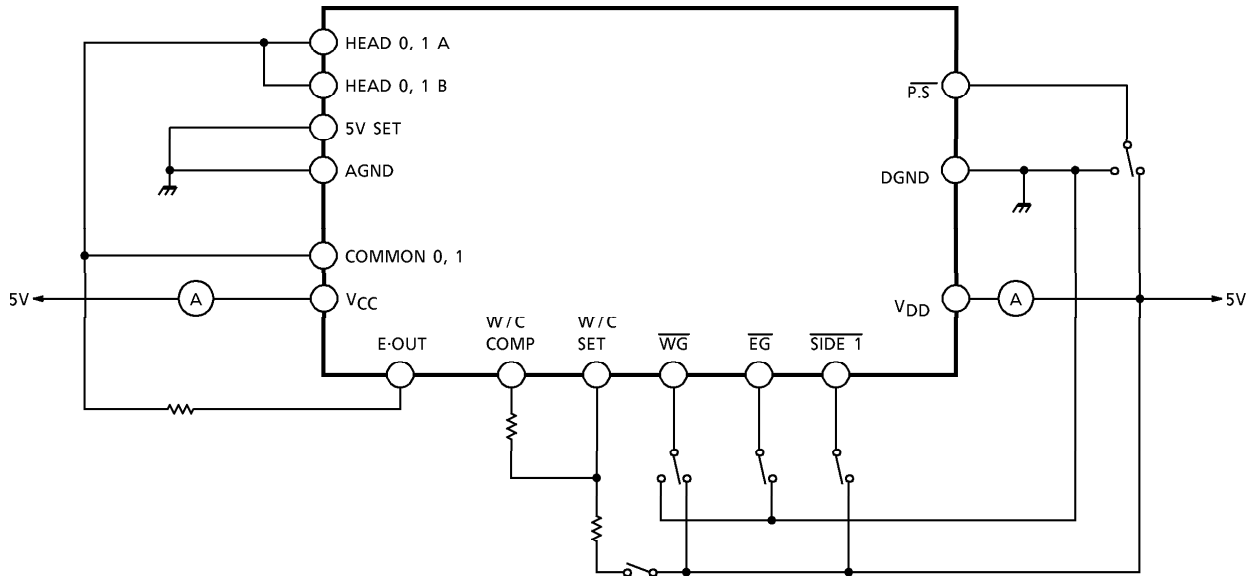 HEAD 0, 1 A
HEAD 0, 1 B
5V SET
AGND
COMMON 0, 1
5V
A
VCC
P.S
DGND
VDD
A
5V
E·OUT
W/C
COMP
W/C
SET
WG
EG
SIDE 1